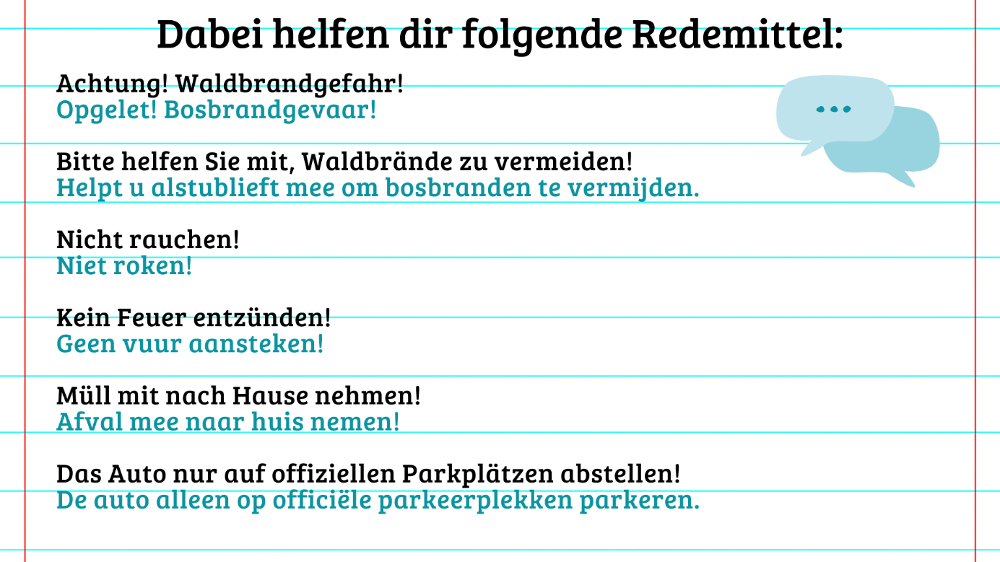 Dabei helfen dir folgende Redemittel:
Achtung! Waldbrandgefahr!
Opgelet! Bosbrandgevaar!
Bitte helfen Sie mit, Waldbrände zu vermeiden!
Helpt u alstublieft mee om bosbranden te vermijden.
Nicht rauchen!
Niet roken!
Kein Feuer entzünden!
Geen vuur aansteken!
Müll mit nach Hause nehmen!
Afval mee naar huis nemen!
Das Auto nur auf offiziellen Parkplätzen abstellen!
De auto alleen op officiële parkeerplekken parkeren.